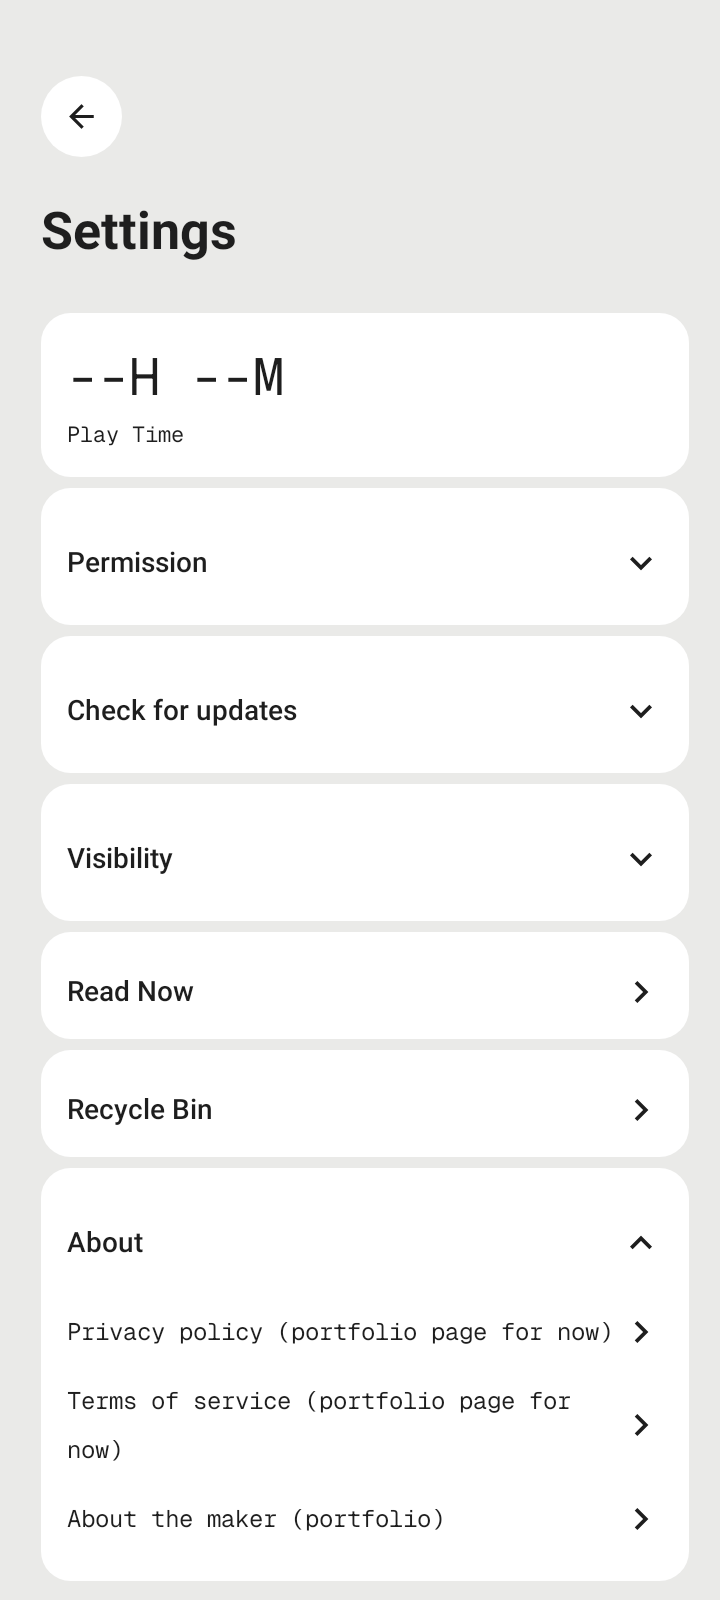 Settings
--H --M
Play Time
Permission
Check for updates
Visibility
Read Now
Recycle Bin
About
Privacy policy (portfolio page for now)
Terms of service (portfolio page for
now)
About the maker (portfolio)